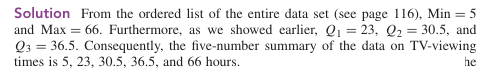 Solution From the ordered list of the entire data set (see page 116), Min = 5
and Max = 66. Furthermore, as we showed earlier, Q1 = 23, Q2 = 30.5, and
Q3 = 36.5. Consequently, the five-number summary of the data on TV-viewing
times is 5, 23, 30.5, 36.5, and 66 hours. he